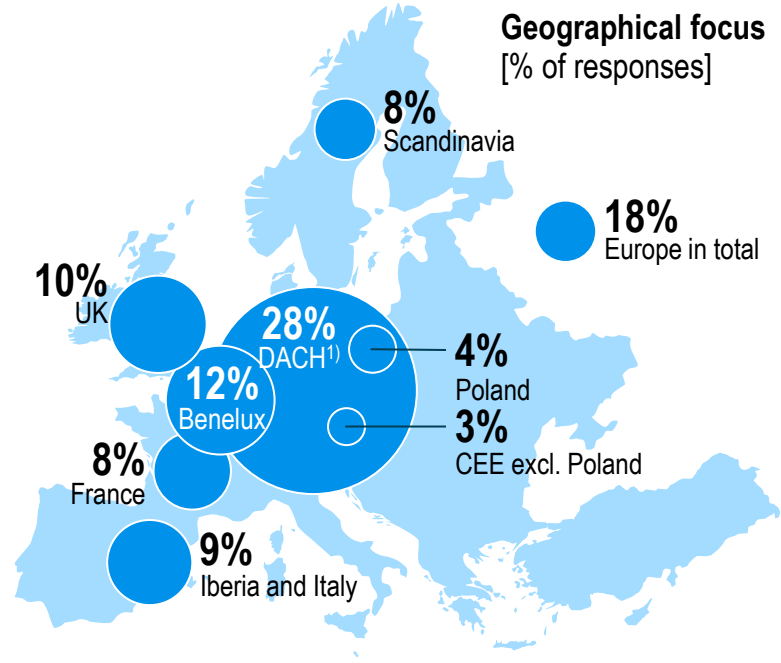 Geographical focus
[% of responses]
8%
Scandinavia
18%
Europe in total
10%
UK
28%
DACH¹⁾
4%
Poland
12%
Benelux
3%
CEE excl. Poland
8%
France
9%
Iberia and Italy